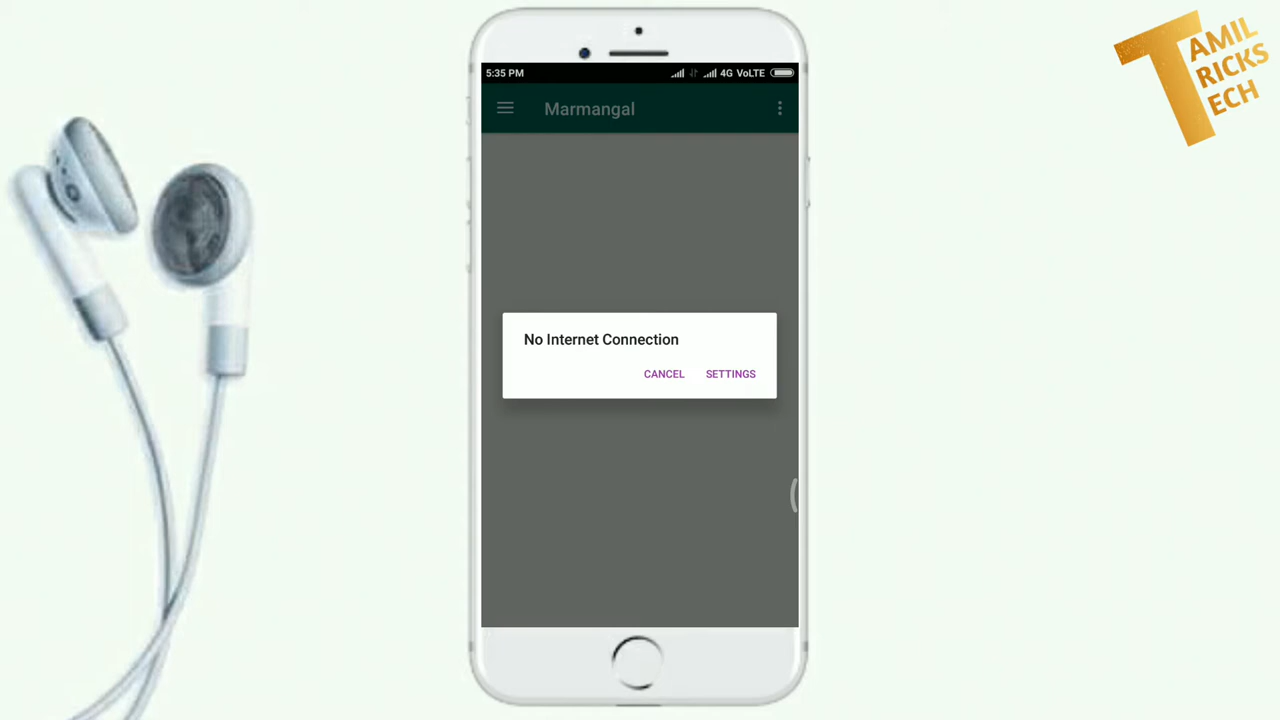 TAMIL
TRICKS
TECH
5:35 PM
4G VoLTE
Marmangal
No Internet Connection
CANCEL SETTINGS